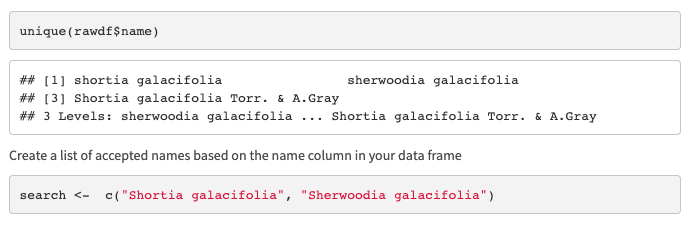 unique(rawdf$name)
## [1] shortia galacifolia                 sherwoodia galacifolia
## [3] Shortia galacifolia Torr. & A.Gray
## 3 Levels: sherwoodia galacifolia ... Shortia galacifolia Torr. & A.Gray
Create a list of accepted names based on the name column in your data frame
search <-  c("Shortia galacifolia", "Sherwoodia galacifolia")